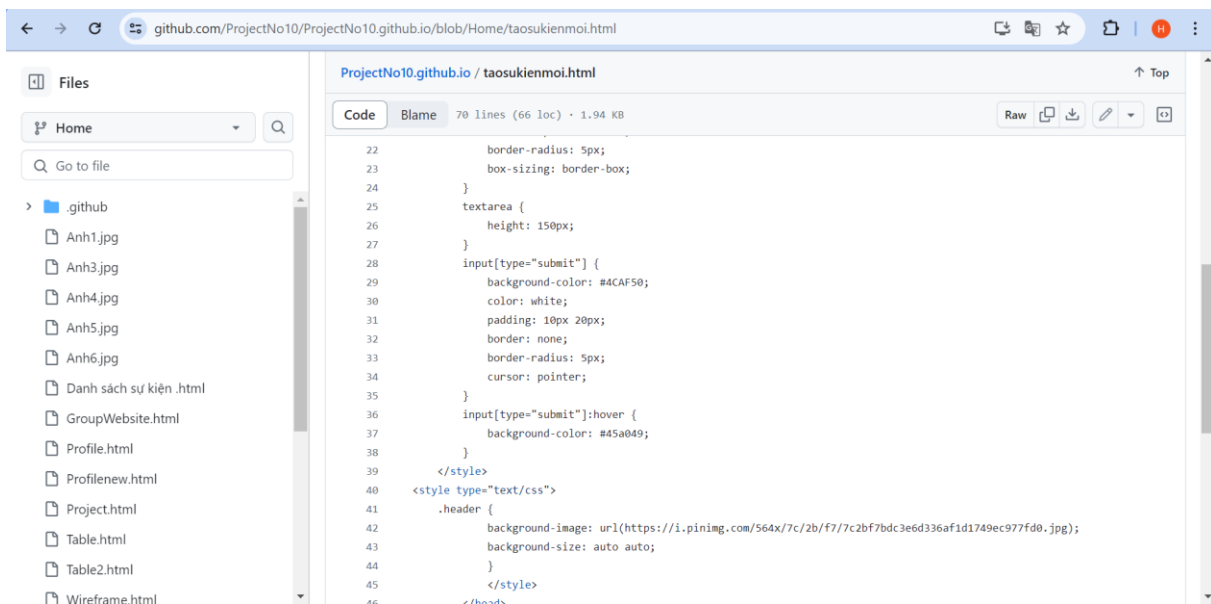 github.com/ProjectNo10/ProjectNo10.github.io/blob/Home/taosukienmoi.html
H
Files
Home
Go to file
.github
Anh1.jpg
Anh3.jpg
Anh4.jpg
Anh5.jpg
Anh6.jpg
Danh sách sự kiện .html
GroupWebsite.html
Profile.html
Profilenew.html
Project.html
Table.html
Table2.html
Wireframe.html
ProjectNo10.github.io / taosukienmoi.html
Top
Code Blame 70 lines (66 loc) · 1.94 KB
Raw
22 border-radius: 5px;
23 box-sizing: border-box;
24 }
25 textarea {
26 height: 150px;
27 }
28 input[type="submit"] {
29 background-color: #4CAF50;
30 color: white;
31 padding: 10px 20px;
32 border: none;
33 border-radius: 5px;
34 cursor: pointer;
35 }
36 input[type="submit"]:hover {
37 background-color: #45a049;
38 }
39 </style>
40 <style type="text/css">
41 .header {
42 background-image: url(https://i.pinimg.com/564x/7c/2b/f7/7c2bf7bdc3e6d336af1d1749ec977fd0.jpg);
43 background-size: auto auto;
44 }
45 </style>
46 </head>